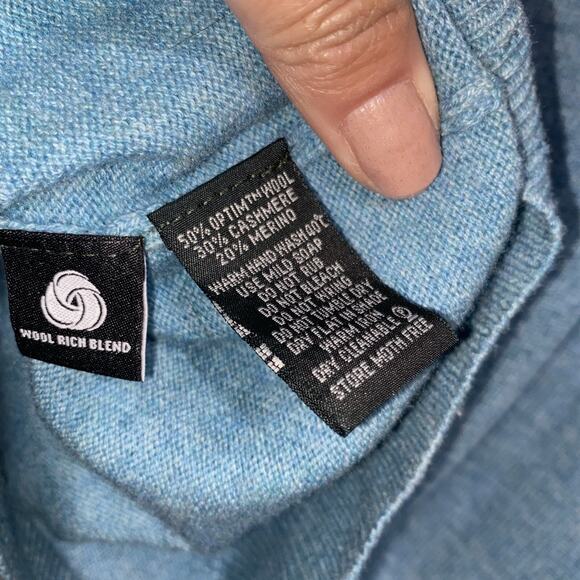 50% OPTIM™ WOOL
30% CASHMERE
20% MERINO
WARM HAND WASH 00°C
USE MILD SOAP
DO NOT RUB
DO NOT BLEACH
DO NOT WRING
DO NOT TUMBLE DRY
DRY FLAT IN SHADE
WARM IRON
DRY CLEANABLE Ⓟ
STORE MOTH FREE
WOOL RICH BLEND